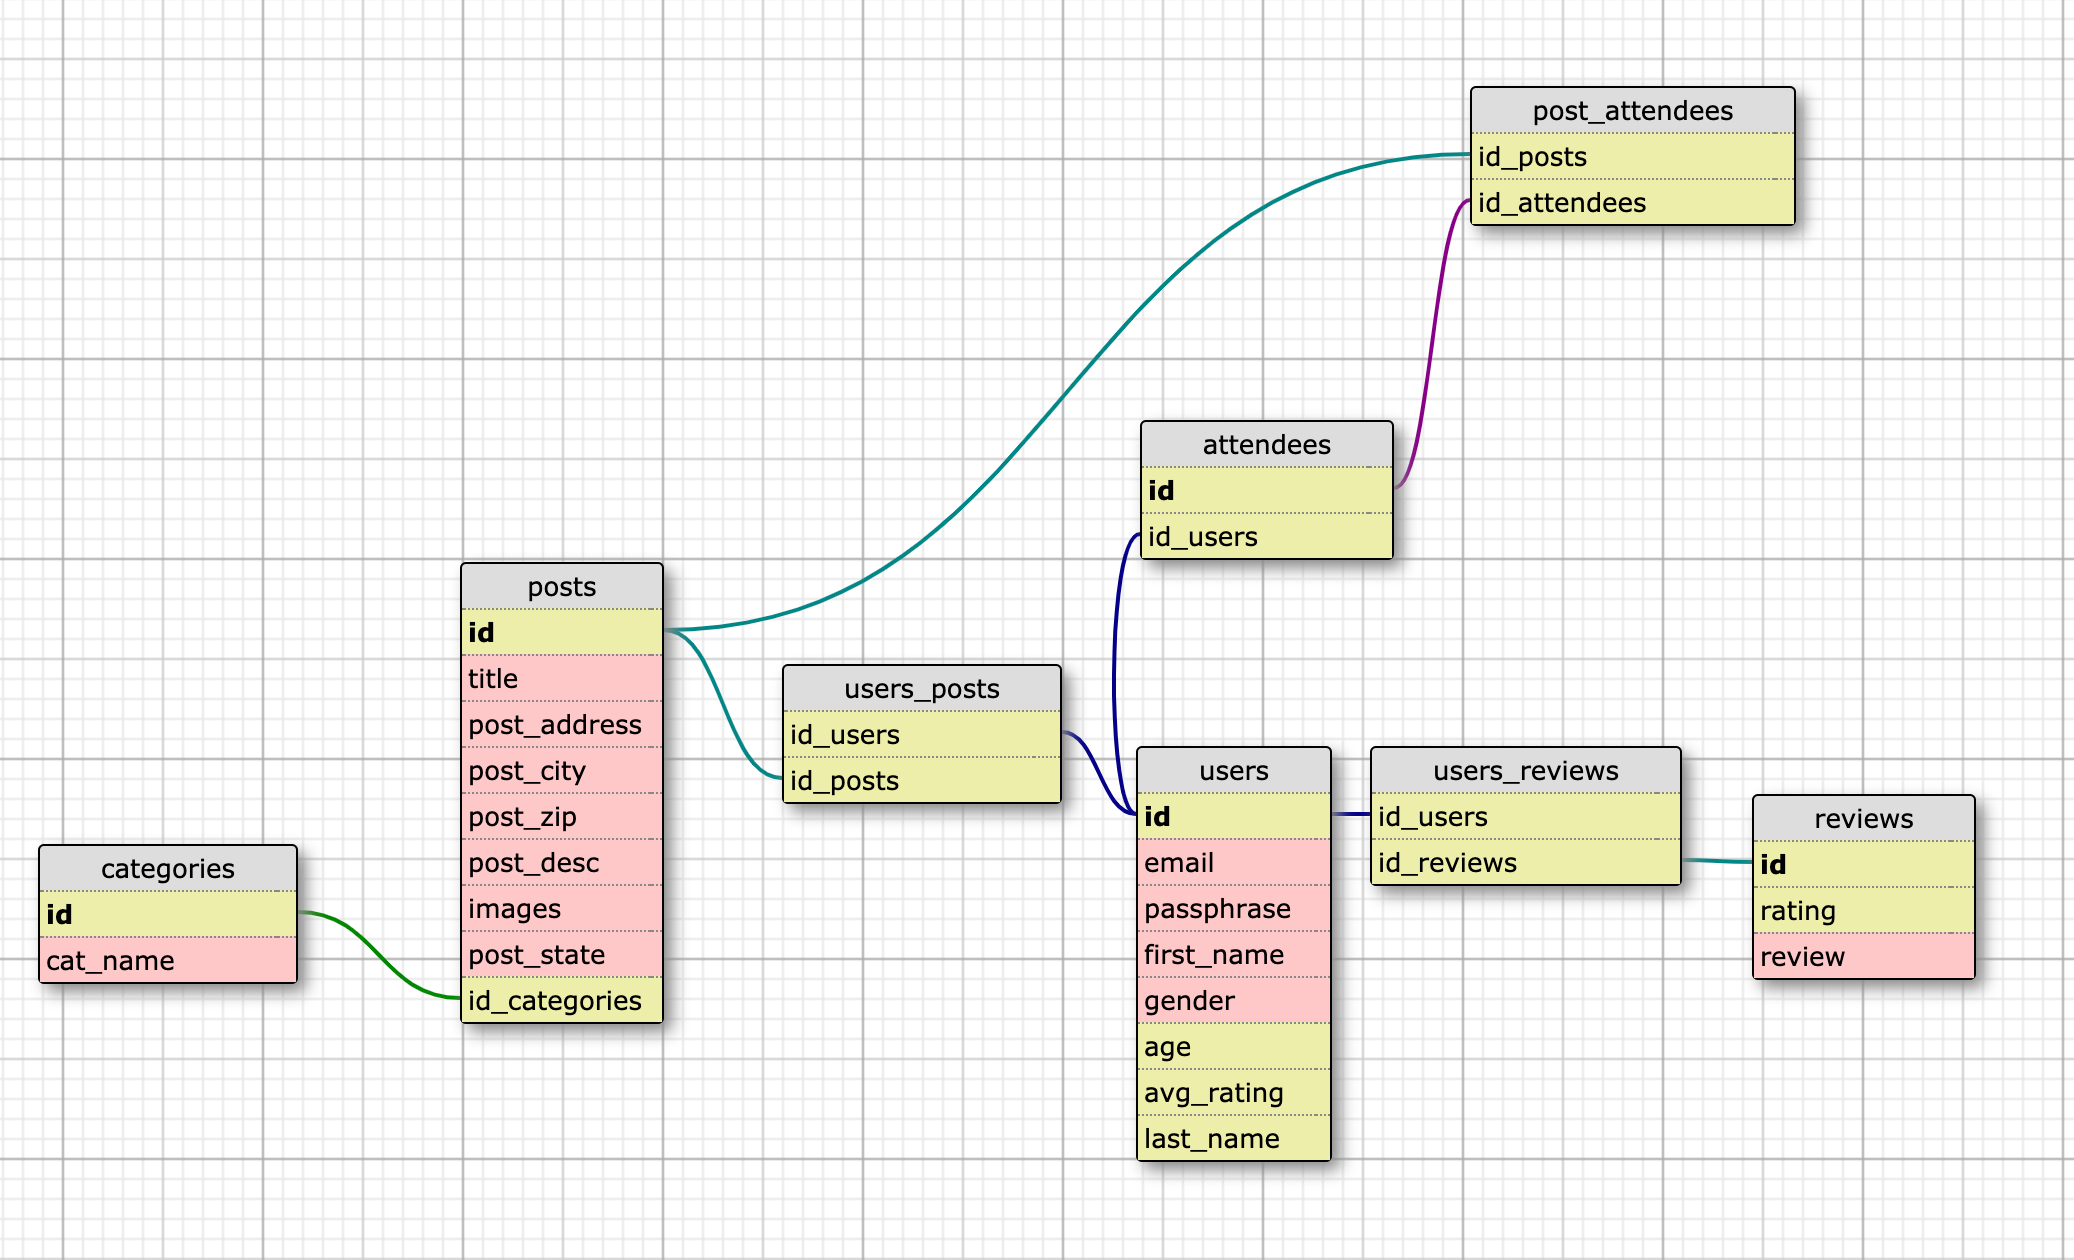 post_attendees
id_posts
id_attendees
attendees
id
id_users
posts
id
title
post_address
post_city
post_zip
post_desc
images
post_state
id_categories
users_posts
id_users
id_posts
users
id
email
passphrase
first_name
gender
age
avg_rating
last_name
users_reviews
id_users
id_reviews
reviews
id
rating
review
categories
id
cat_name